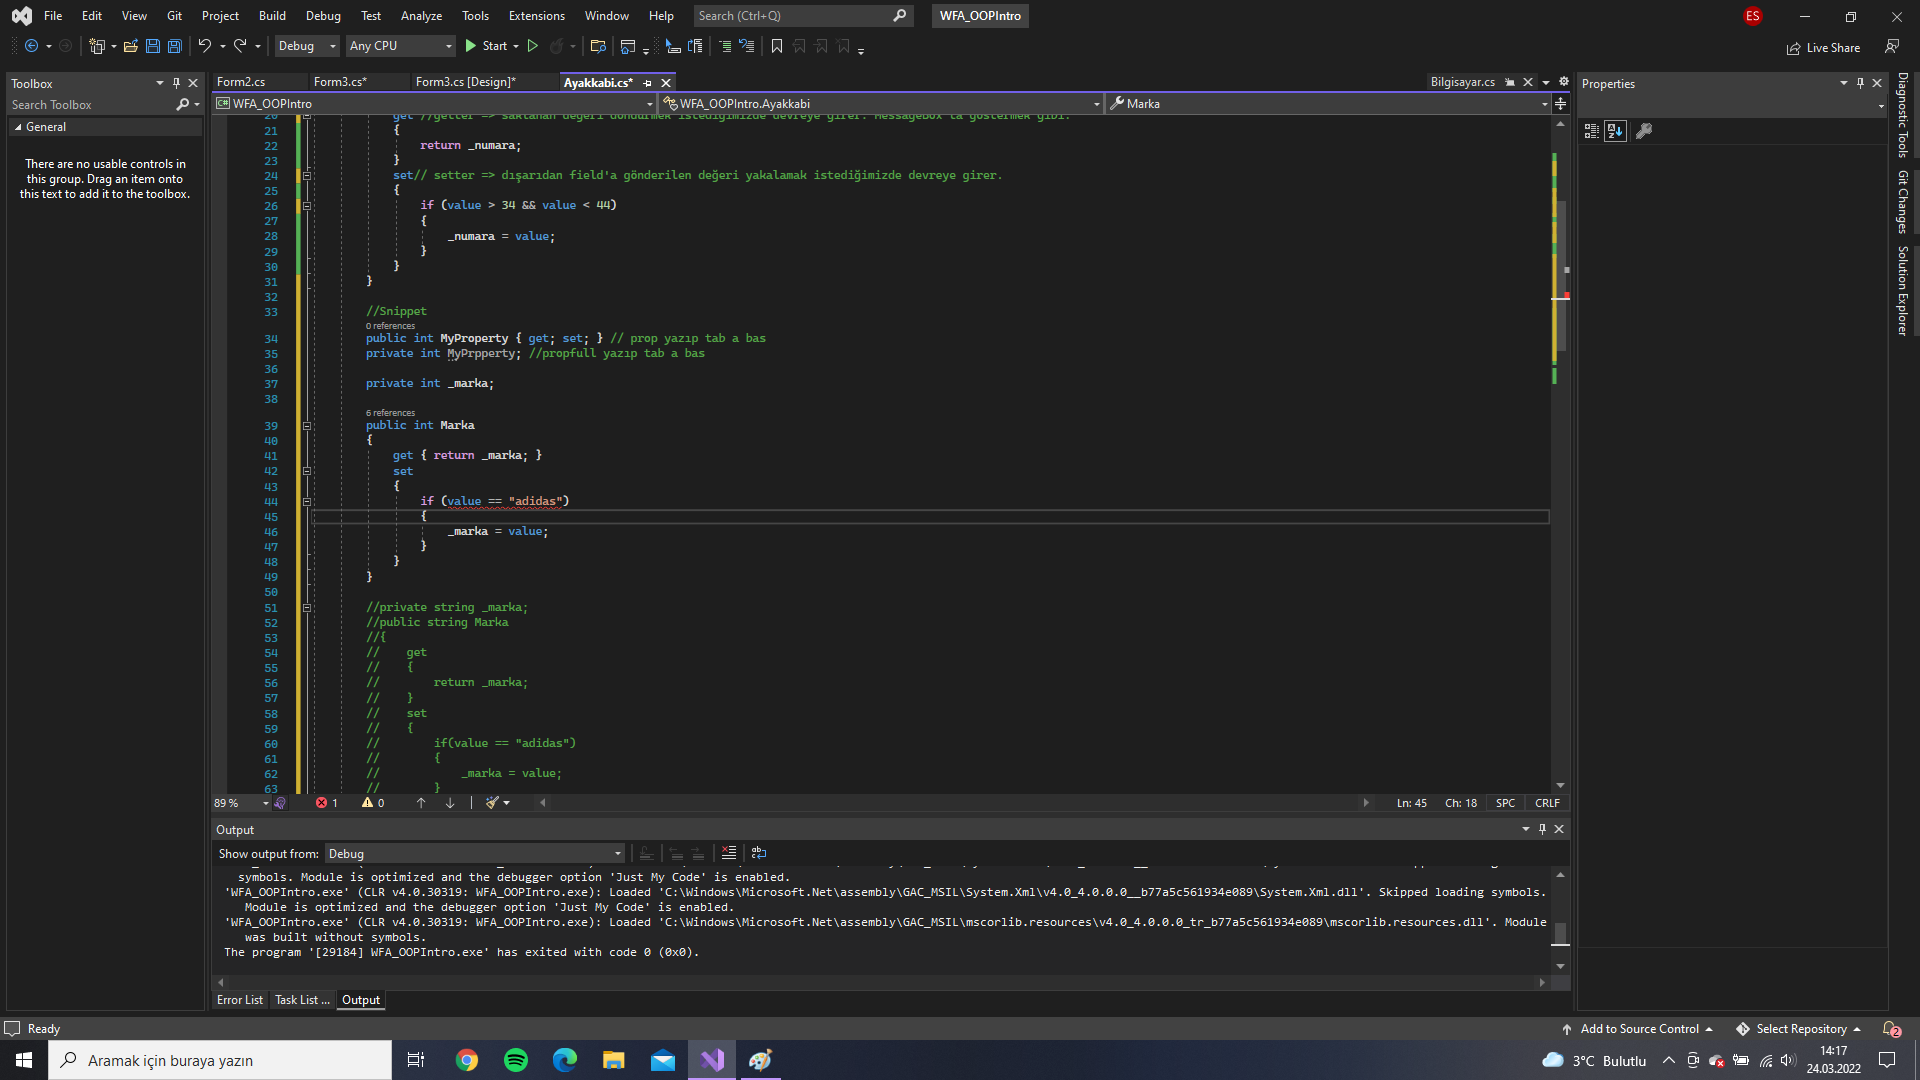 File Edit View Git Project Build Debug Test Analyze Tools Extensions Window Help Search (Ctrl+Q) WFA_OOPIntro ES
Debug Any CPU Start Live Share
Toolbox
Search Toolbox
General
There are no usable controls in
this group. Drag an item onto
this text to add it to the toolbox.
Form2.cs Form3.cs* Form3.cs [Design]* Ayakkabi.cs* Bilgisayar.cs
WFA_OOPIntro WFA_OOPIntro.Ayakkabi Marka
20 get //getter => saklanan değeri döndürmek istediğimizde devreye girer. MessageBox'ta göstermek gibi.
21 {
22 return _numara;
23 }
24 set// setter => dışarıdan field'a gönderilen değeri yakalamak istediğimizde devreye girer.
25 {
26 if (value > 34 && value < 44)
27 {
28 _numara = value;
29 }
30 }
31 }
32
33 //Snippet
0 references
34 public int MyProperty { get; set; } // prop yazıp tab a bas
35 private int MyPrpperty; //propfull yazıp tab a bas
36
37 private int _marka;
38
6 references
39 public int Marka
40 {
41 get { return _marka; }
42 set
43 {
44 if (value == "adidas")
45 {
46 _marka = value;
47 }
48 }
49 }
50
51 //private string _marka;
52 //public string Marka
53 //{
54 // get
55 // {
56 // return _marka;
57 // }
58 // set
59 // {
60 // if(value == "adidas")
61 // {
62 // _marka = value;
63 // }
89 % 1 0 Ln: 45 Ch: 18 SPC CRLF
Output
Show output from: Debug
symbols. Module is optimized and the debugger option 'Just My Code' is enabled.
'WFA_OOPIntro.exe' (CLR v4.0.30319: WFA_OOPIntro.exe): Loaded 'C:\Windows\Microsoft.Net\assembly\GAC_MSIL\System.Xml\v4.0_4.0.0.0__b77a5c561934e089\System.Xml.dll'. Skipped loading symbols.
Module is optimized and the debugger option 'Just My Code' is enabled.
'WFA_OOPIntro.exe' (CLR v4.0.30319: WFA_OOPIntro.exe): Loaded 'C:\Windows\Microsoft.Net\assembly\GAC_MSIL\mscorlib.resources\v4.0_4.0.0.0_tr_b77a5c561934e089\mscorlib.resources.dll'. Module
was built without symbols.
The program '[29184] WFA_OOPIntro.exe' has exited with code 0 (0x0).
Error List Task List ... Output
Properties
Diagnostic Tools
Git Changes
Solution Explorer
Ready Add to Source Control Select Repository 2
Aramak için buraya yazın 3°C Bulutlu 14:17
24.03.2022